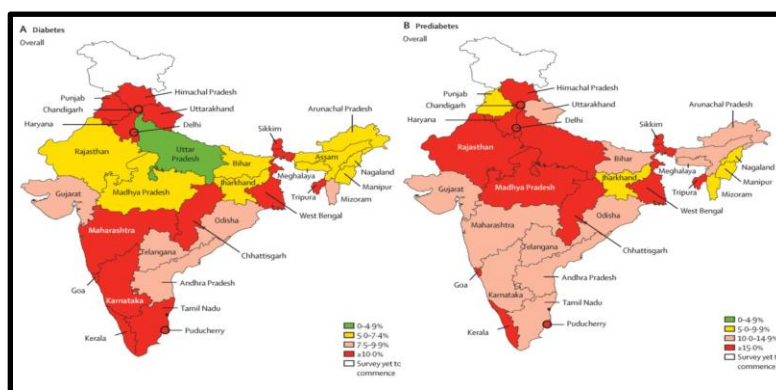 A Diabetes
Overall
Punjab
Himachal Pradesh
Chandigarh
Uttarakhand
Haryana
Delhi
Arunachal Pradesh
Sikkim
Rajasthan
Uttar
Pradesh
Bihar
Assam
Nagaland
Meghalaya
Manipur
Jharkhand
Madhya Pradesh
Gujarat
Tripura
Mizoram
West Bengal
Odisha
Chhattisgarh
Maharashtra
Telangana
Goa
Andhra Pradesh
Karnataka
Tamil Nadu
Kerala
Puducherry
0–4·9%
5·0–7·4%
7·5–9·9%
≥10·0%
Survey yet to
commence
B Prediabetes
Overall
Punjab
Himachal Pradesh
Chandigarh
Uttarakhand
Haryana
Delhi
Arunachal Pradesh
Sikkim
Rajasthan
Bihar
Nagaland
Meghalaya
Manipur
Jharkhand
Madhya Pradesh
Gujarat
Tripura
Mizoram
West Bengal
Odisha
Chhattisgarh
Maharashtra
Telangana
Goa
Andhra Pradesh
Karnataka
Tamil Nadu
Kerala
Puducherry
0–4·9%
5·0–9·9%
10·0–14·9%
≥15·0%
Survey yet to
commence